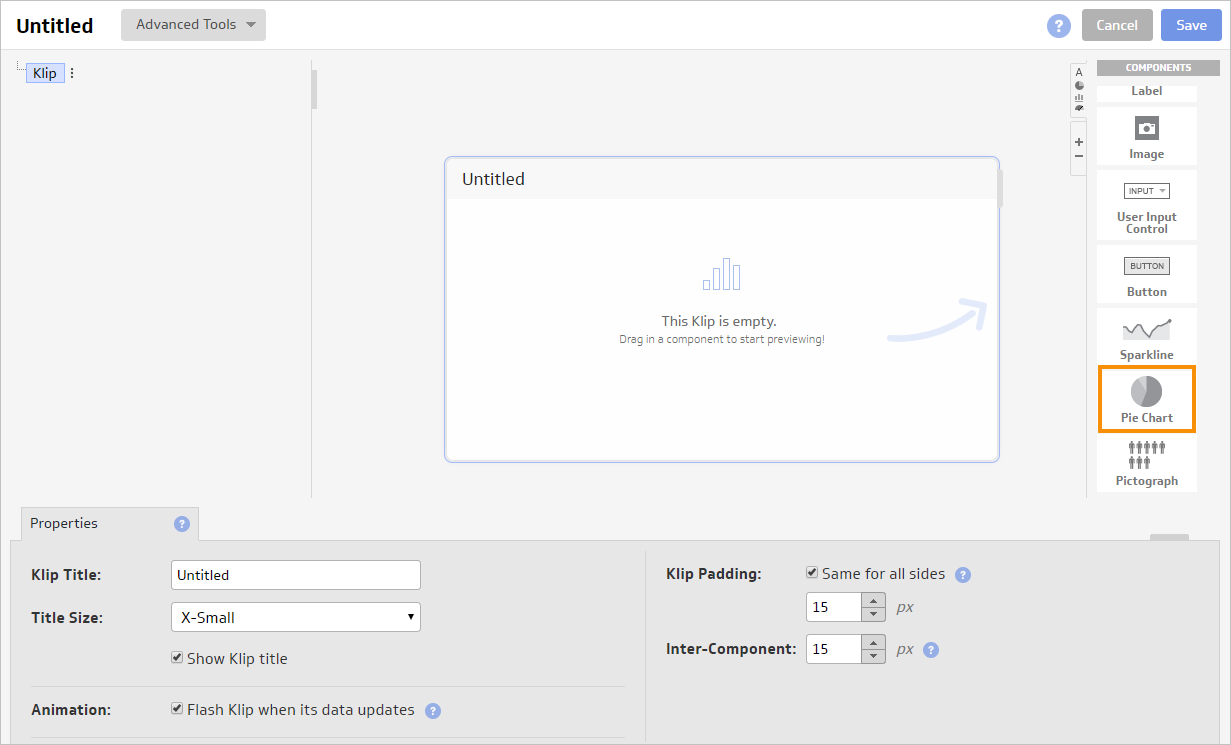 Untitled
Advanced Tools
?
Cancel
Save
Klip
A
+
−
COMPONENTS
Label
Image
INPUT
User Input
Control
BUTTON
Button
Sparkline
Pie Chart
Pictograph
Untitled
This Klip is empty.
Drag in a component to start previewing!
Properties
?
Klip Title:
Untitled
Title Size:
X-Small
Show Klip title
Animation:
Flash Klip when its data updates
?
Klip Padding:
Same for all sides
?
15
px
Inter-Component:
15
px
?